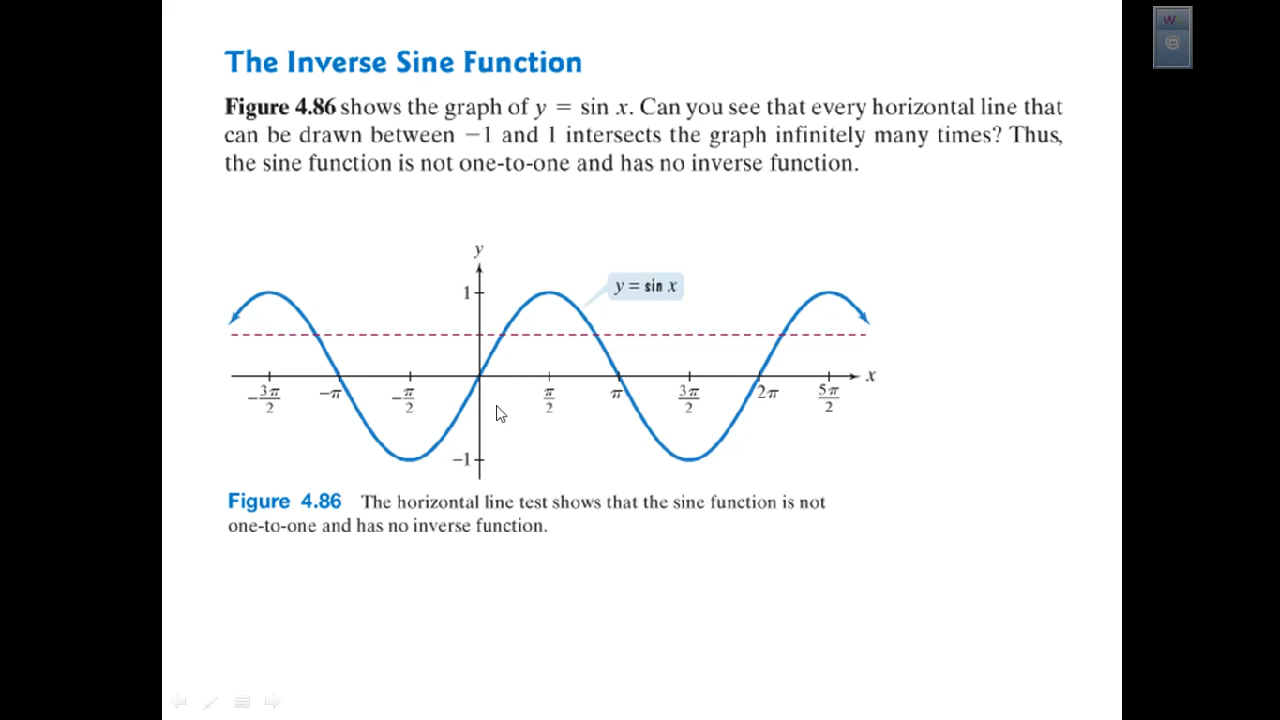 The Inverse Sine Function
Figure 4.86 shows the graph of y = sin x. Can you see that every horizontal line that
can be drawn between −1 and 1 intersects the graph infinitely many times? Thus,
the sine function is not one-to-one and has no inverse function.
y
1
y = sin x
x
−3π/2
−π
−π/2
π/2
π
3π/2
2π
5π/2
−1
Figure 4.86 The horizontal line test shows that the sine function is not
one-to-one and has no inverse function.
W